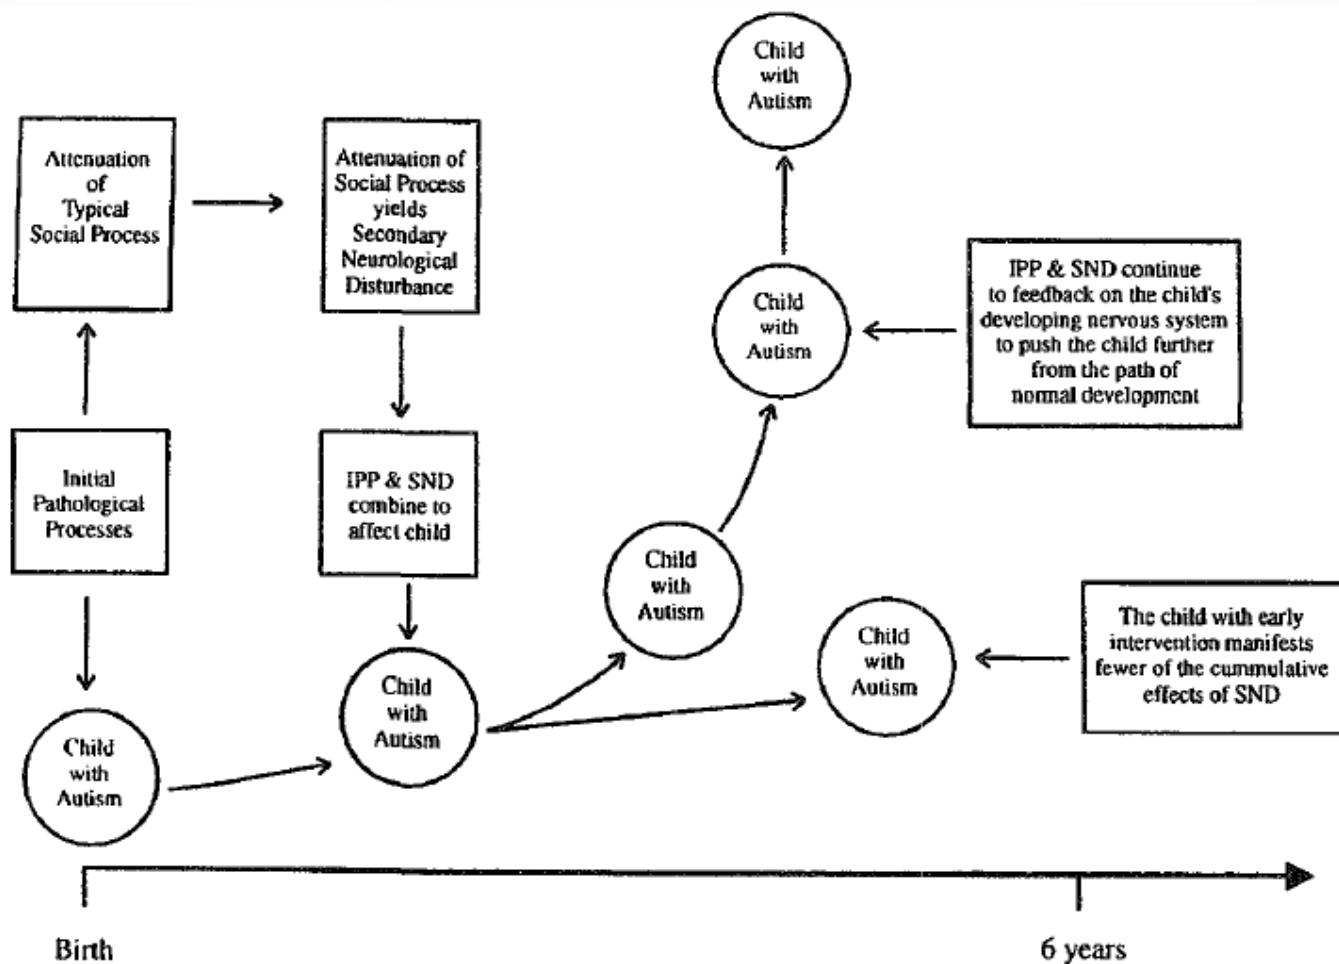 Child
with
Autism
Attenuation
of
Typical
Social Process
Attenuation of
Social Process
yields
Secondary
Neurological
Disturbance
Child
with
Autism
IPP & SND continue
to feedback on the child's
developing nervous system
to push the child further
from the path of
normal development
Initial
Pathological
Processes
IPP & SND
combine to
affect child
Child
with
Autism
Child
with
Autism
The child with early
intervention manifests
fewer of the cummulative
effects of SND
Child
with
Autism
Child
with
Autism
Birth
6 years